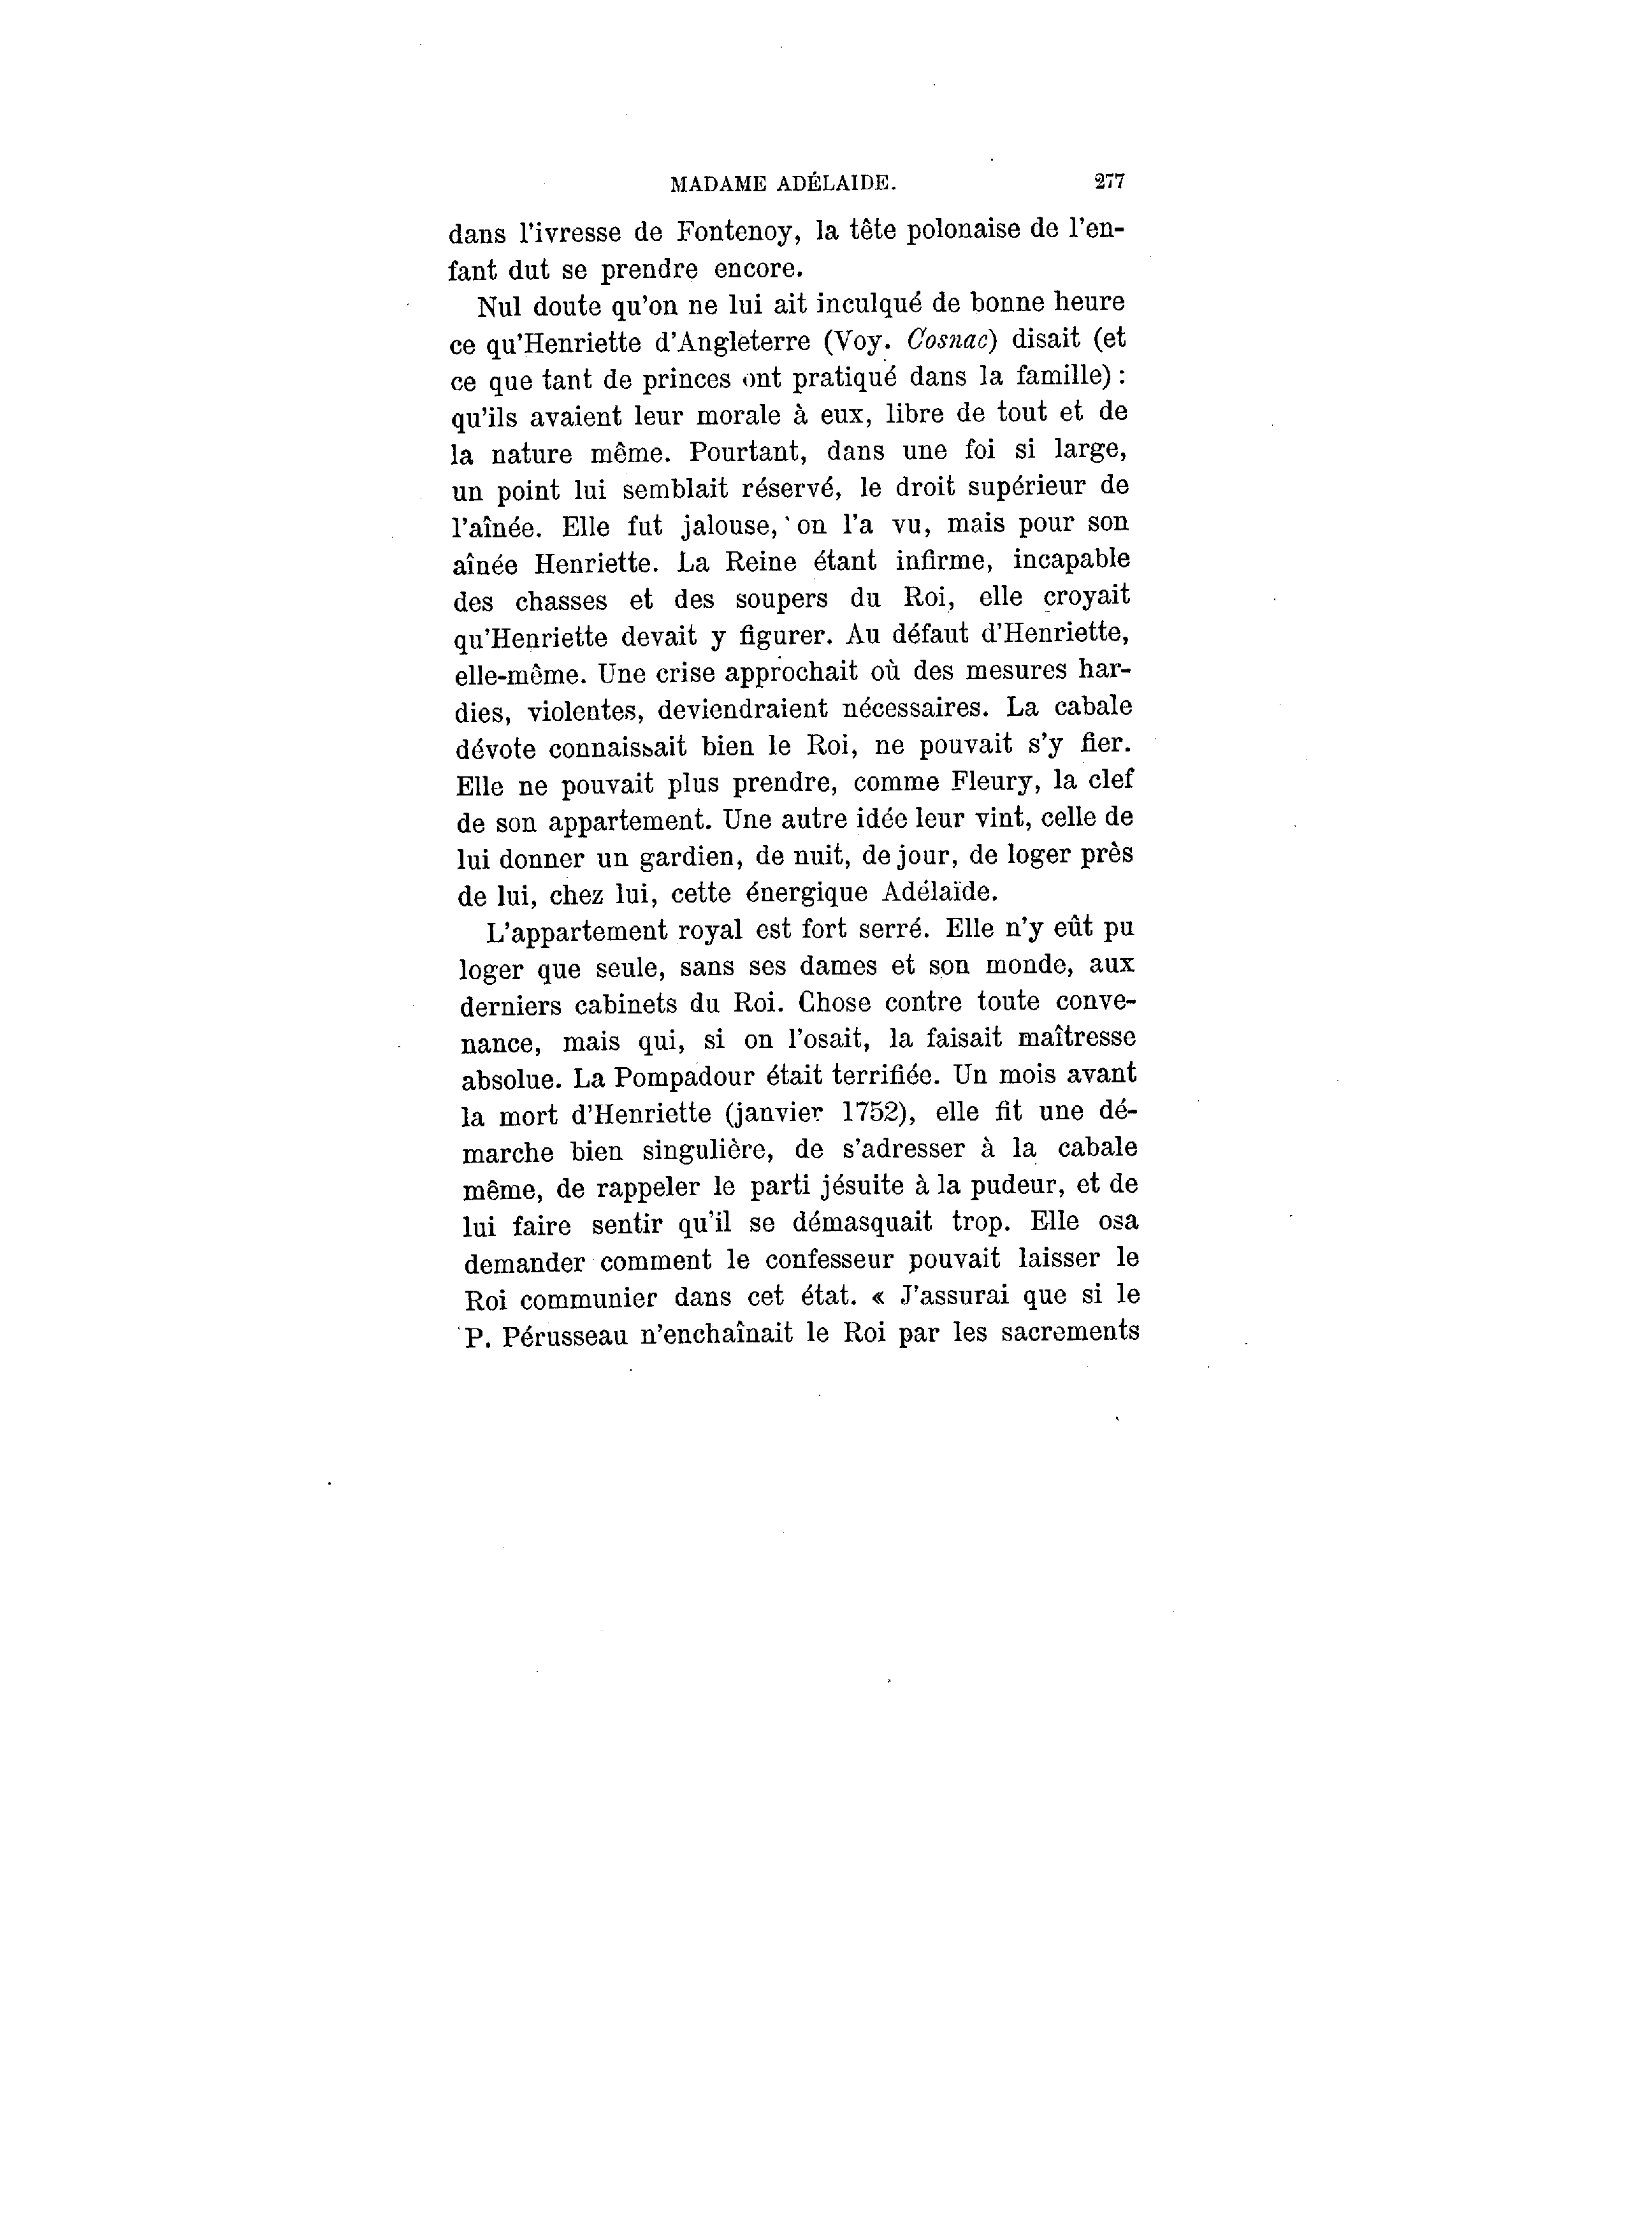 MADAME ADÉLAIDE. 277
dans l'ivresse de Fontenoy, la tête polonaise de l'en-
fant dut se prendre encore.
Nul doute qu'on ne lui ait inculqué de bonne heure
ce qu'Henriette d'Angleterre (Voy. Cosnac) disait (et
ce que tant de princes ont pratiqué dans la famille) :
qu'ils avaient leur morale à eux, libre de tout et de
la nature même. Pourtant, dans une foi si large,
un point lui semblait réservé, le droit supérieur de
l'aînée. Elle fut jalouse, on l'a vu, mais pour son
aînée Henriette. La Reine étant infirme, incapable
des chasses et des soupers du Roi, elle croyait
qu'Henriette devait y figurer. Au défaut d'Henriette,
elle-même. Une crise approchait où des mesures har-
dies, violentes, deviendraient nécessaires. La cabale
dévote connaissait bien le Roi, ne pouvait s'y fier.
Elle ne pouvait plus prendre, comme Fleury, la clef
de son appartement. Une autre idée leur vint, celle de
lui donner un gardien, de nuit, de jour, de loger près
de lui, chez lui, cette énergique Adélaïde.
L'appartement royal est fort serré. Elle n'y eût pu
loger que seule, sans ses dames et son monde, aux
derniers cabinets du Roi. Chose contre toute conve-
nance, mais qui, si on l'osait, la faisait maîtresse
absolue. La Pompadour était terrifiée. Un mois avant
la mort d'Henriette (janvier 1752), elle fit une dé-
marche bien singulière, de s'adresser à la cabale
même, de rappeler le parti jésuite à la pudeur, et de
lui faire sentir qu'il se démasquait trop. Elle osa
demander comment le confesseur pouvait laisser le
Roi communier dans cet état. « J'assurai que si le
P. Pérusseau n'enchaînait le Roi par les sacrements